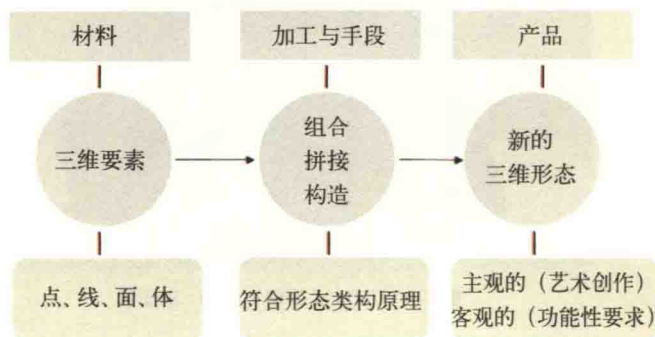 材料
加工与手段
产品
三维要素
组合
拼接
构造
新的
三维形态
点、线、面、体
符合形态类构原理
主观的（艺术创作）
客观的（功能性要求）